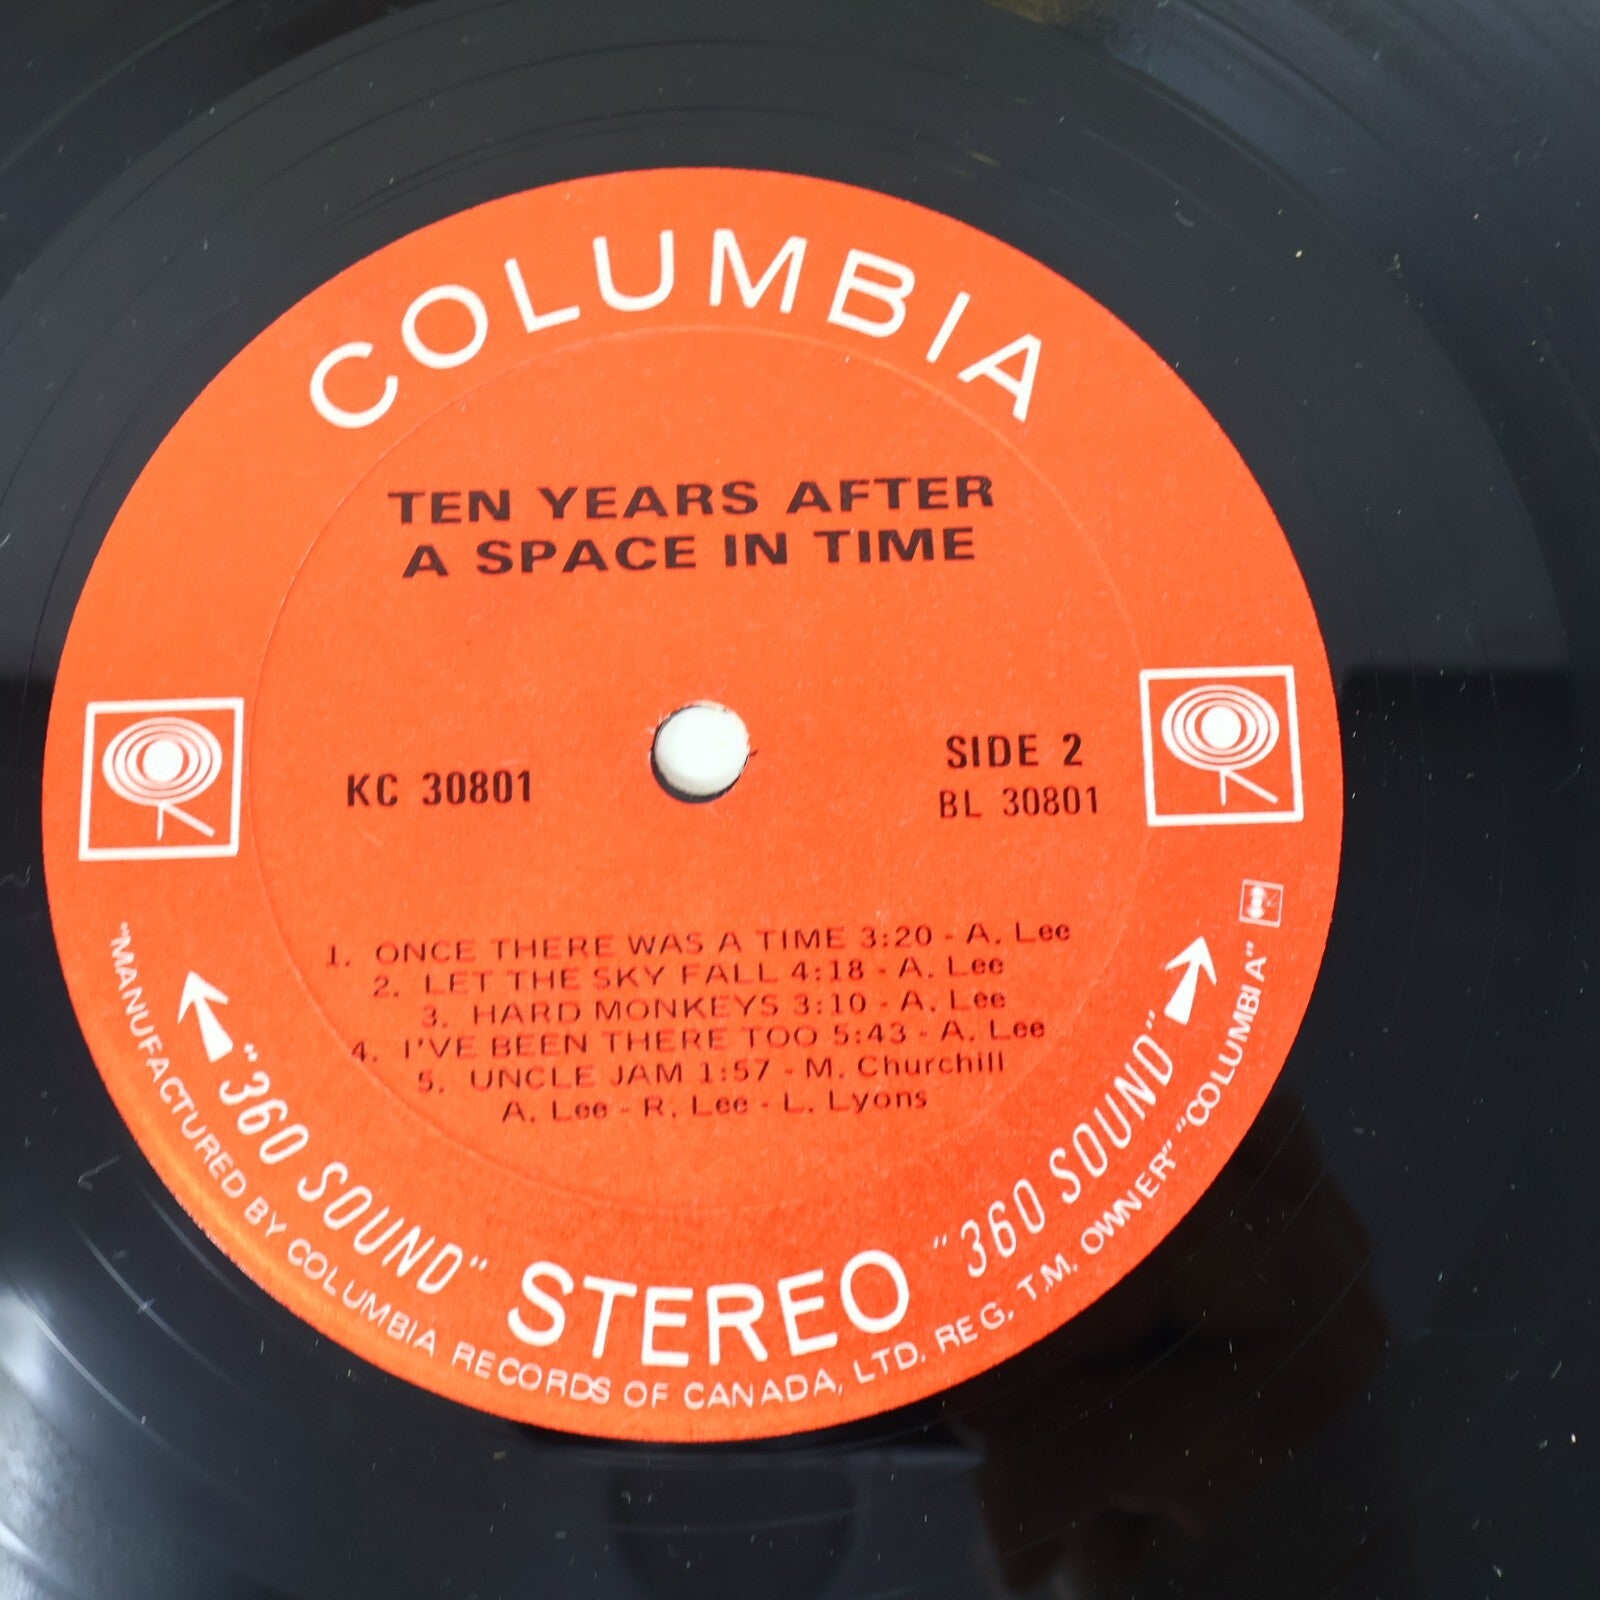 COLUMBIA
TEN YEARS AFTER
A SPACE IN TIME
KC 30801
SIDE 2
BL 30801
1. ONCE THERE WAS A TIME 3:20 - A. Lee
2. LET THE SKY FALL 4:18 - A. Lee
3. HARD MONKEYS 3:10 - A. Lee
4. I'VE BEEN THERE TOO 5:43 - A. Lee
5. UNCLE JAM 1:57 - M. Churchill
A. Lee - R. Lee - L. Lyons
"360 SOUND" STEREO "360 SOUND"
"MANUFACTURED BY COLUMBIA RECORDS OF CANADA, LTD. REG. T.M. OWNER" "COLUMBIA"